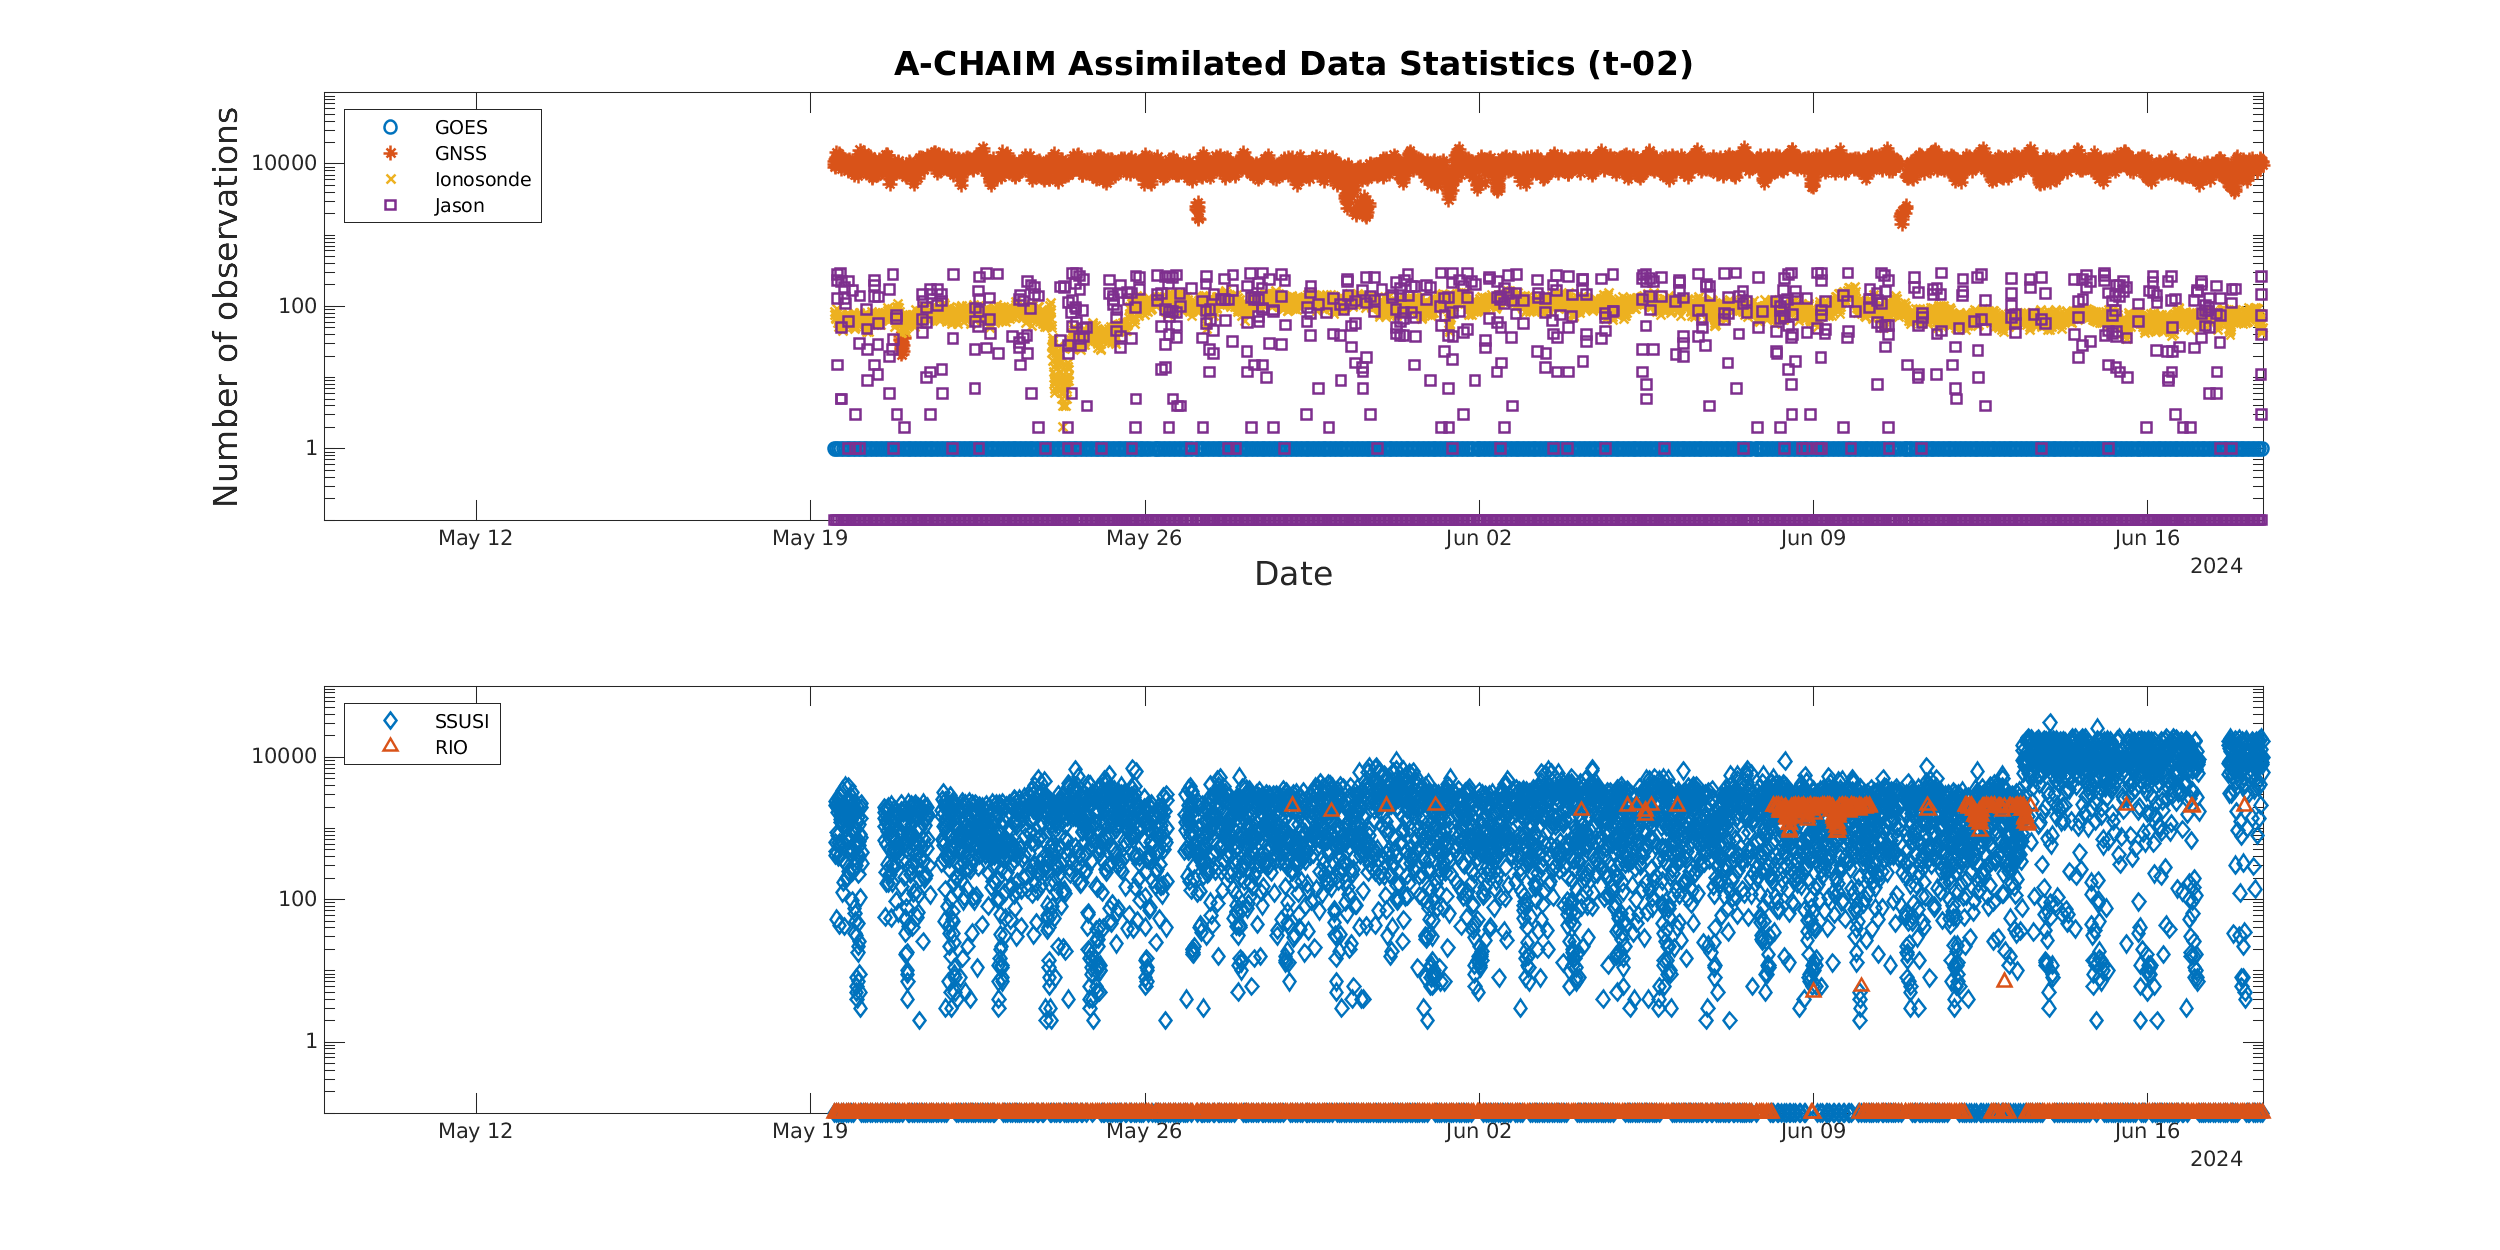 A-CHAIM Assimilated Data Statistics (t-02)
Number of observations
10000
100
1
GOES
GNSS
Ionosonde
Jason
May 12 May 19 May 26 Jun 02 Jun 09 Jun 16
2024
Date
10000
100
1
SSUSI
RIO
May 12 May 19 May 26 Jun 02 Jun 09 Jun 16
2024